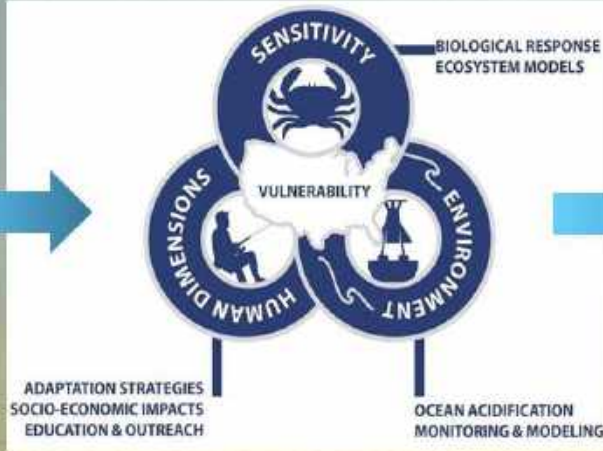 SENSITIVITY
BIOLOGICAL RESPONSE
ECOSYSTEM MODELS
VULNERABILITY
HUMAN DIMENSIONS
ENVIRONMENT
ADAPTATION STRATEGIES
SOCIO-ECONOMIC IMPACTS
EDUCATION & OUTREACH
OCEAN ACIDIFICATION
MONITORING & MODELING